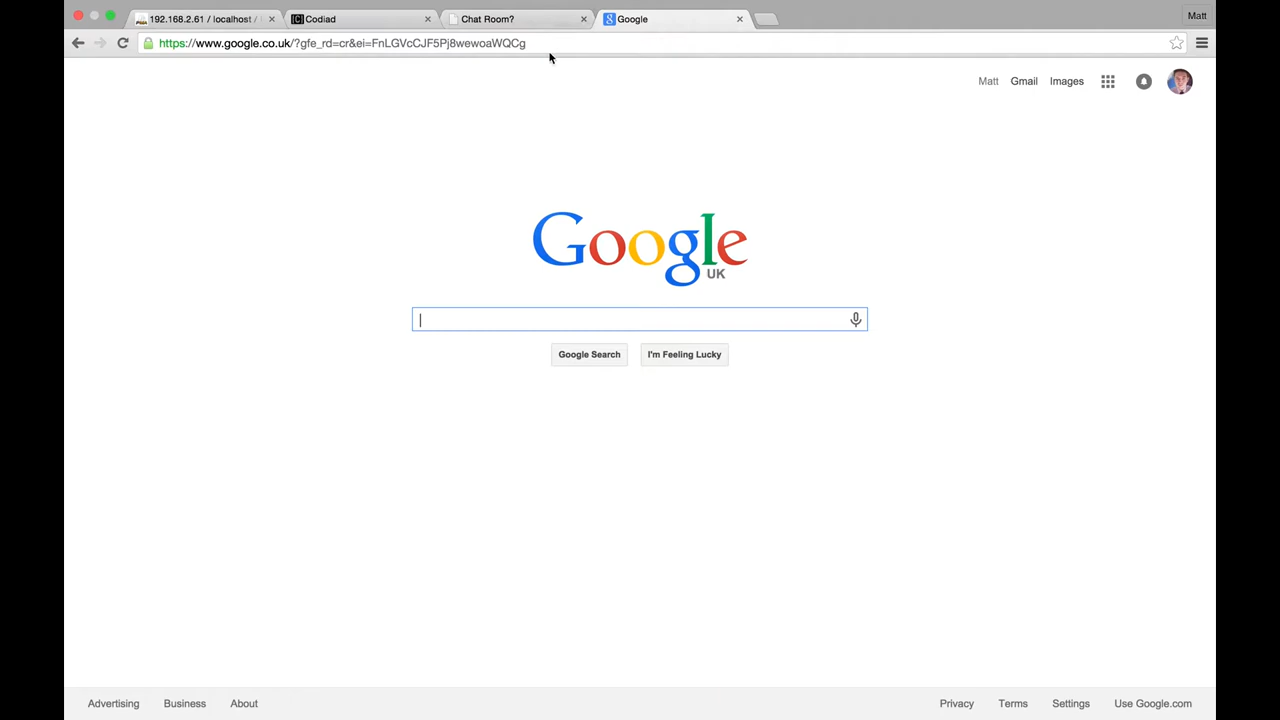 192.168.2.61 / localhost /
Codiad
Chat Room?
Google
Matt
https://www.google.co.uk/?gfe_rd=cr&ei=FnLGVcCJF5Pj8wewoaWQCg
Matt
Gmail
Images
Google
UK
Google Search
I'm Feeling Lucky
Advertising
Business
About
Privacy
Terms
Settings
Use Google.com